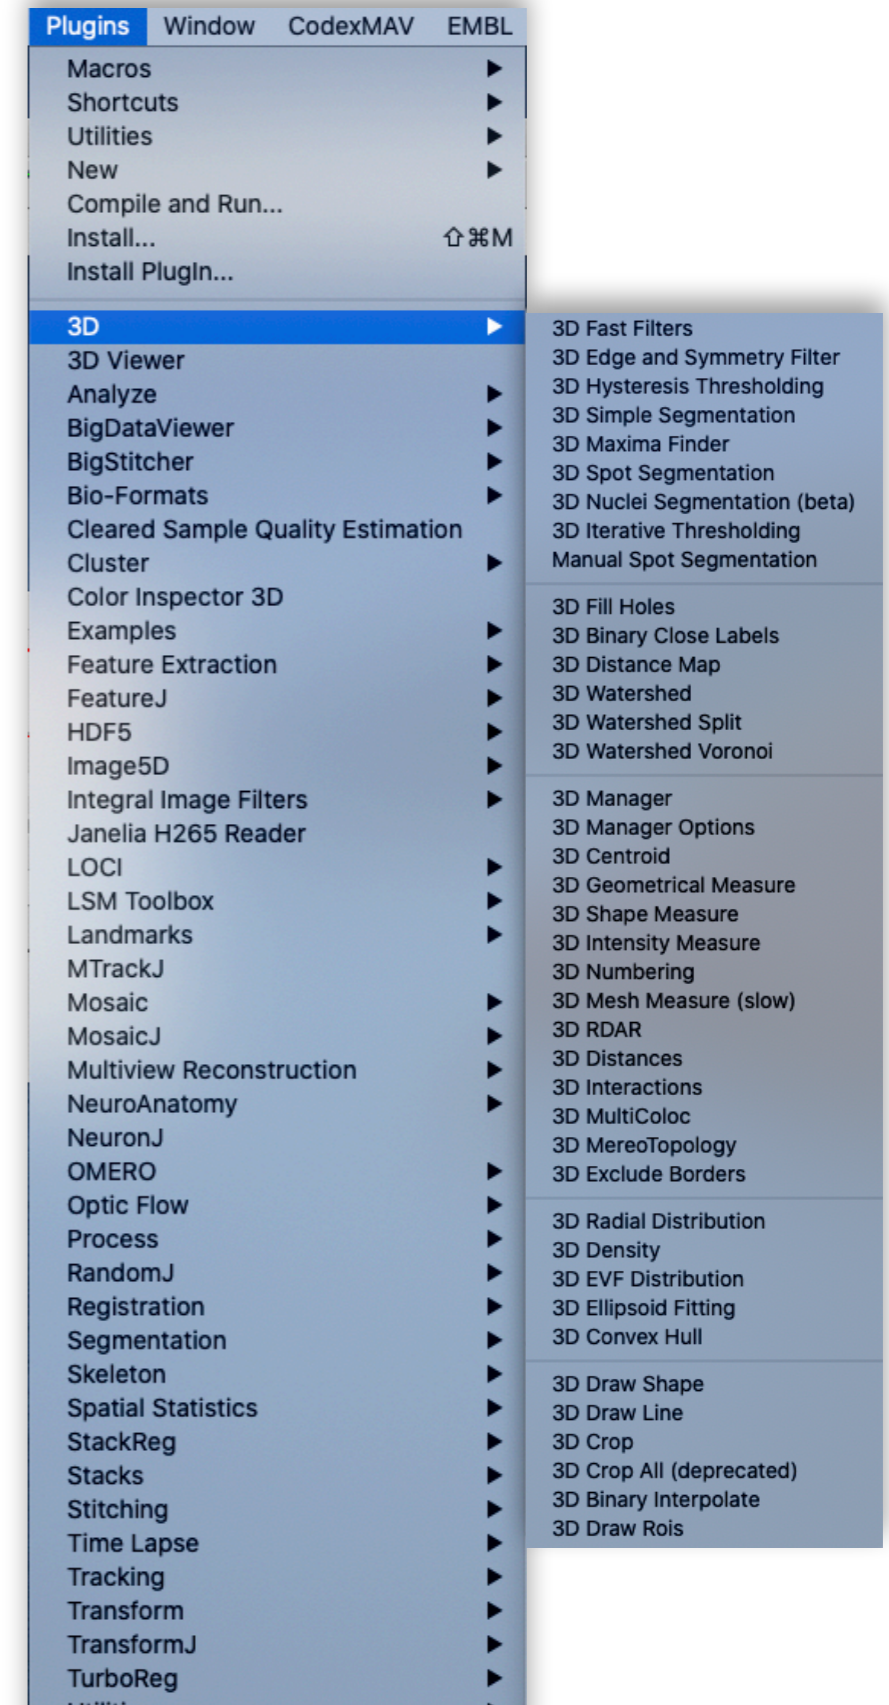 Plugins Window CodexMAV EMBL
Macros
Shortcuts
Utilities
New
Compile and Run...
Install... ⇧⌘M
Install PlugIn...
3D
3D Viewer
Analyze
BigDataViewer
BigStitcher
Bio-Formats
Cleared Sample Quality Estimation
Cluster
Color Inspector 3D
Examples
Feature Extraction
FeatureJ
HDF5
Image5D
Integral Image Filters
Janelia H265 Reader
LOCI
LSM Toolbox
Landmarks
MTrackJ
Mosaic
MosaicJ
Multiview Reconstruction
NeuroAnatomy
NeuronJ
OMERO
Optic Flow
Process
RandomJ
Registration
Segmentation
Skeleton
Spatial Statistics
StackReg
Stacks
Stitching
Time Lapse
Tracking
Transform
TransformJ
TurboReg
3D Fast Filters
3D Edge and Symmetry Filter
3D Hysteresis Thresholding
3D Simple Segmentation
3D Maxima Finder
3D Spot Segmentation
3D Nuclei Segmentation (beta)
3D Iterative Thresholding
Manual Spot Segmentation
3D Fill Holes
3D Binary Close Labels
3D Distance Map
3D Watershed
3D Watershed Split
3D Watershed Voronoi
3D Manager
3D Manager Options
3D Centroid
3D Geometrical Measure
3D Shape Measure
3D Intensity Measure
3D Numbering
3D Mesh Measure (slow)
3D RDAR
3D Distances
3D Interactions
3D MultiColoc
3D MereoTopology
3D Exclude Borders
3D Radial Distribution
3D Density
3D EVF Distribution
3D Ellipsoid Fitting
3D Convex Hull
3D Draw Shape
3D Draw Line
3D Crop
3D Crop All (deprecated)
3D Binary Interpolate
3D Draw Rois